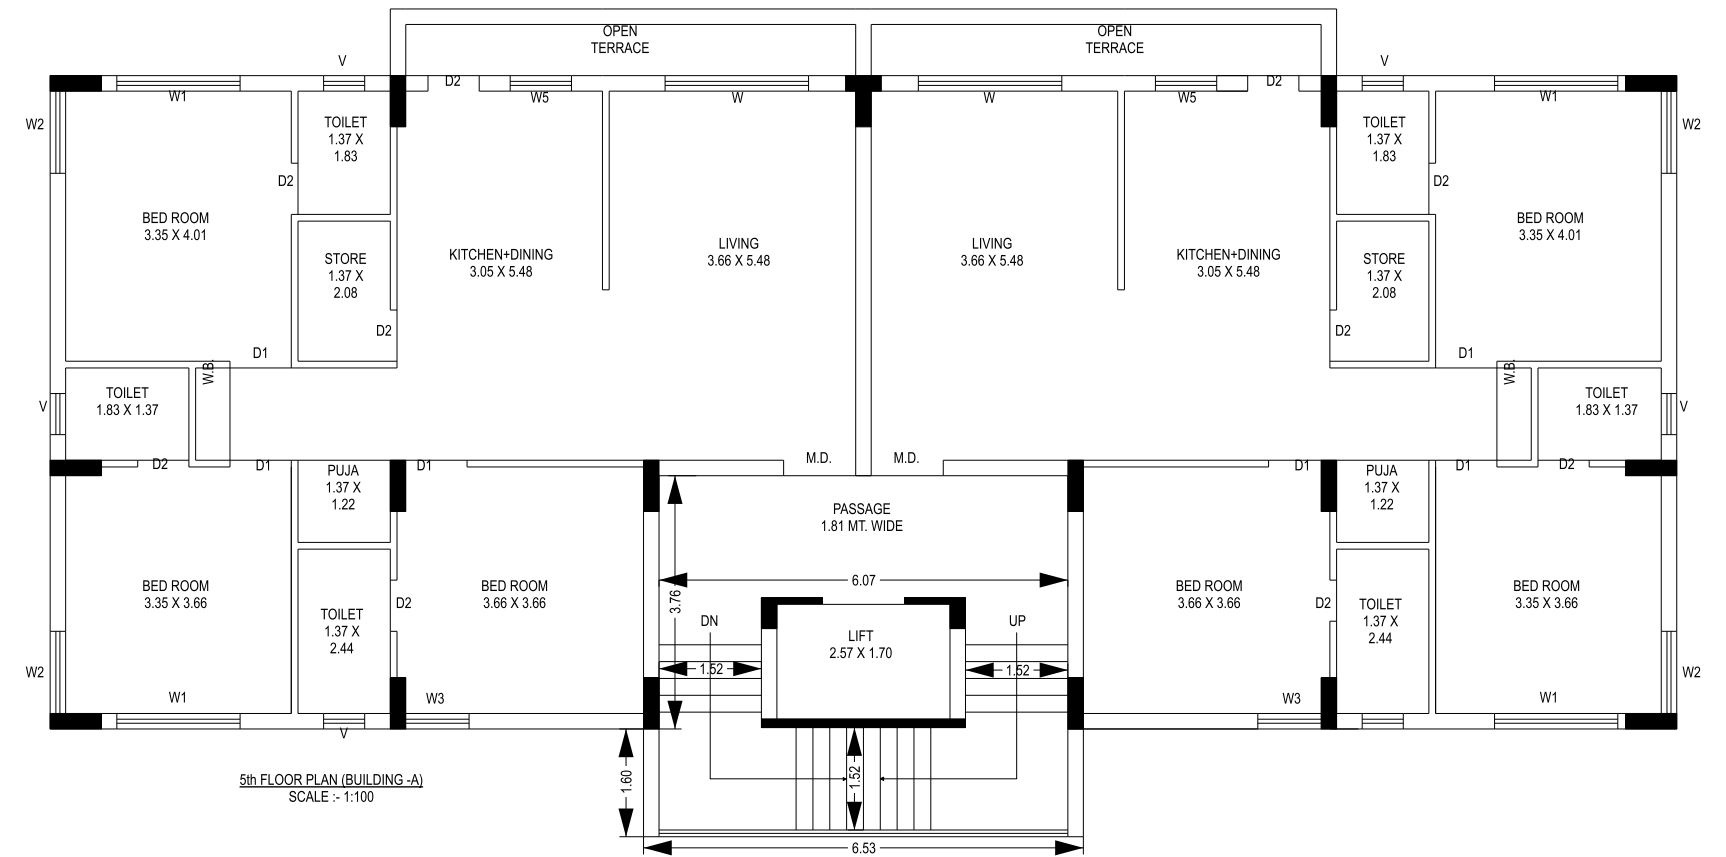 OPEN
TERRACE
OPEN
TERRACE
V
V
D2
D2
W1
W5
W
W
W5
W1
W2
TOILET
1.37 X
1.83
TOILET
1.37 X
1.83
W2
D2
D2
BED ROOM
3.35 X 4.01
KITCHEN+DINING
3.05 X 5.48
LIVING
3.66 X 5.48
LIVING
3.66 X 5.48
KITCHEN+DINING
3.05 X 5.48
BED ROOM
3.35 X 4.01
STORE
1.37 X
2.08
STORE
1.37 X
2.08
D2
D2
D1
D1
W.B.
W.B.
TOILET
1.83 X 1.37
TOILET
1.83 X 1.37
V
V
D2
D1
D1
M.D.
M.D.
D1
D1
D2
PUJA
1.37 X
1.22
PUJA
1.37 X
1.22
PASSAGE
1.81 MT. WIDE
6.07
3.76
BED ROOM
3.35 X 3.66
BED ROOM
3.66 X 3.66
BED ROOM
3.66 X 3.66
BED ROOM
3.35 X 3.66
D2
D2
TOILET
1.37 X
2.44
TOILET
1.37 X
2.44
DN
UP
LIFT
2.57 X 1.70
1.52
1.52
W2
W2
W1
W3
W3
W1
V
1.60
1.52
5th FLOOR PLAN (BUILDING -A)
SCALE :- 1:100
6.53